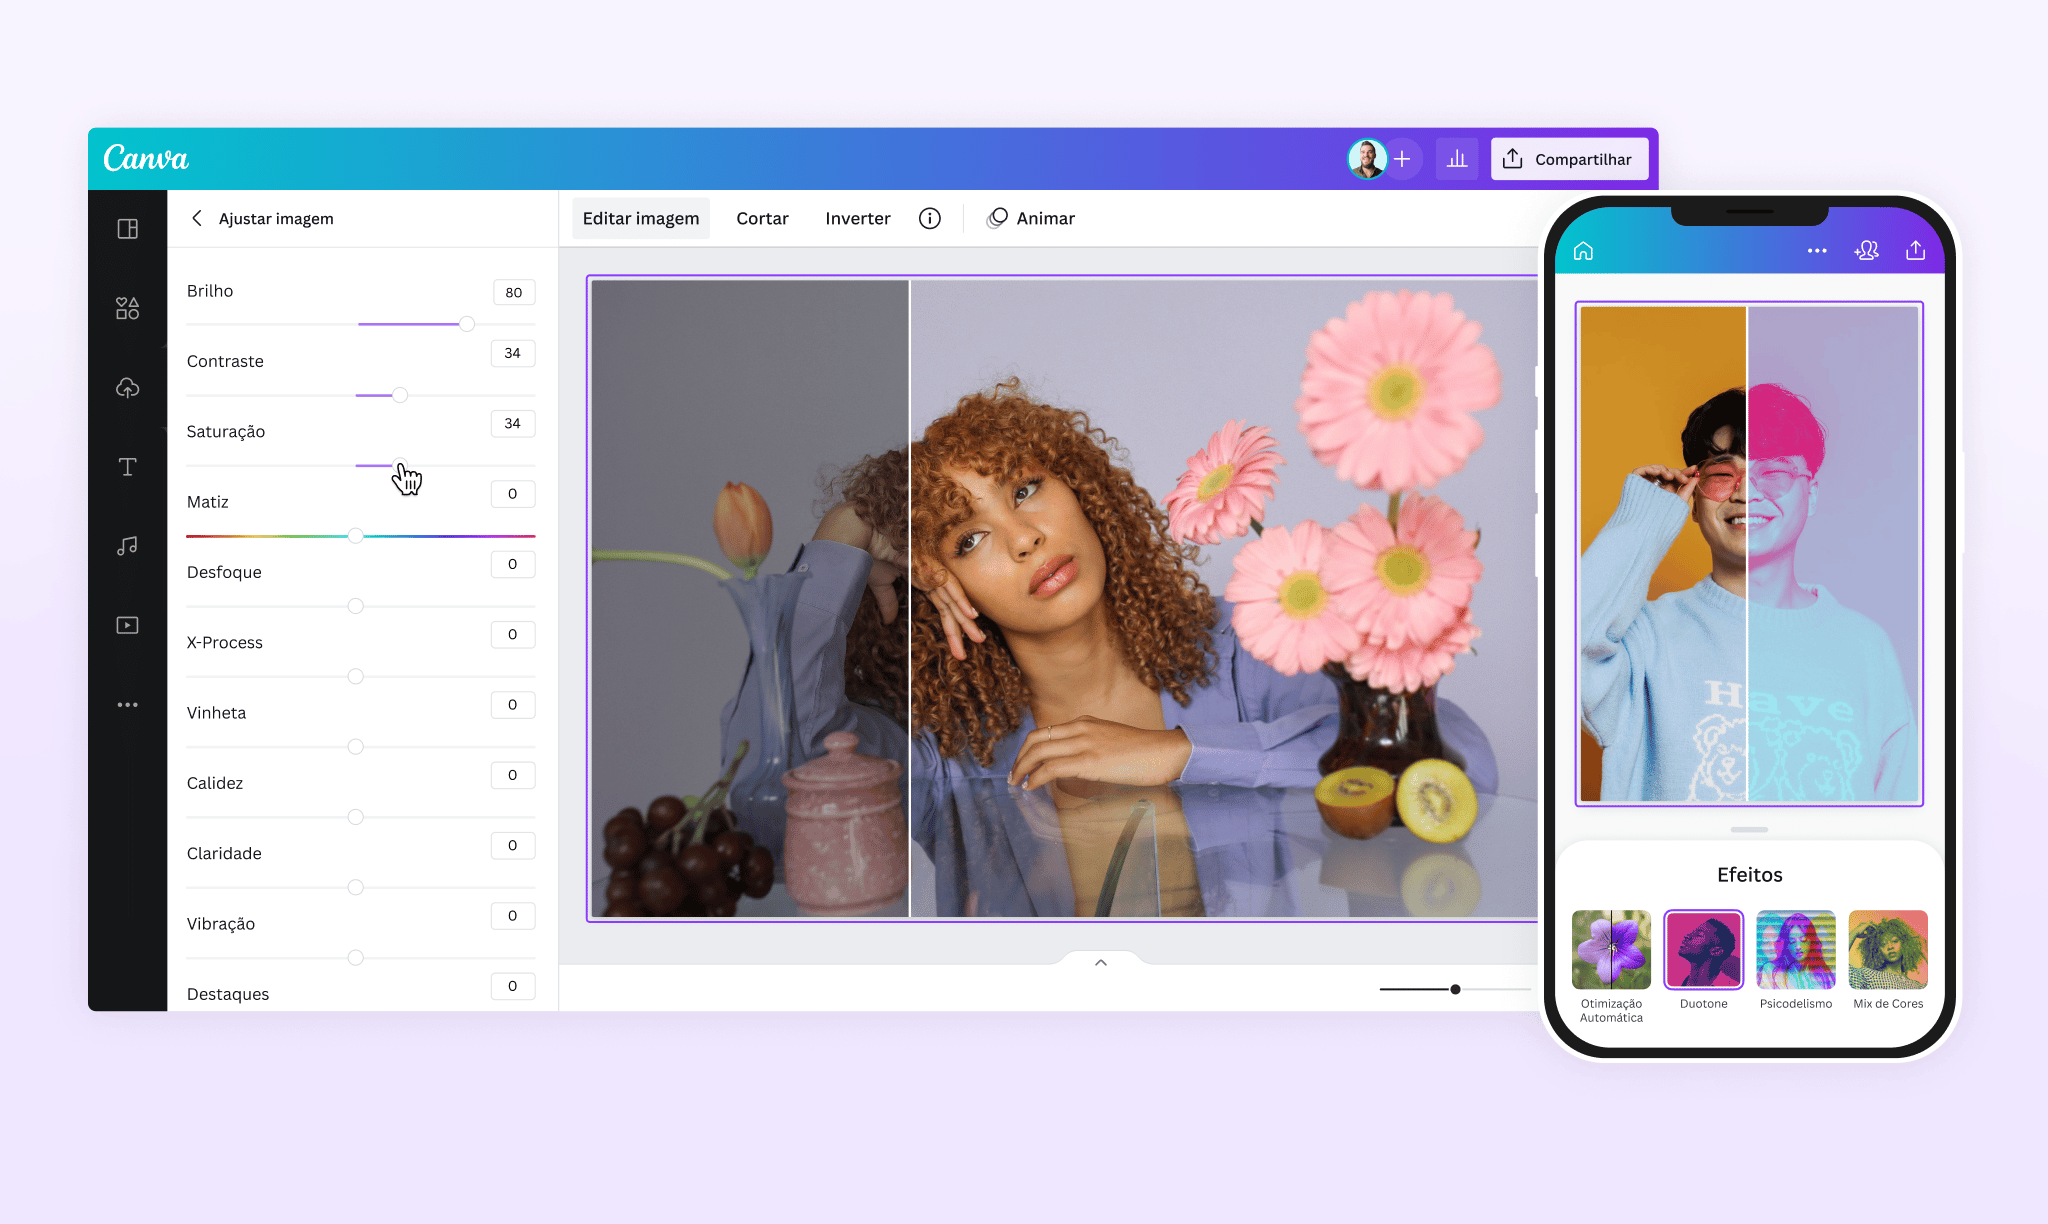 Canva
Compartilhar
Ajustar imagem
Editar imagem
Cortar
Inverter
Animar
Brilho
80
Contraste
34
Saturação
34
Matiz
0
Desfoque
0
X-Process
0
Vinheta
0
Calidez
0
Claridade
0
Vibração
0
Destaques
0
Have
Efeitos
Otimização
Automática
Duotone
Psicodelismo
Mix de Cores